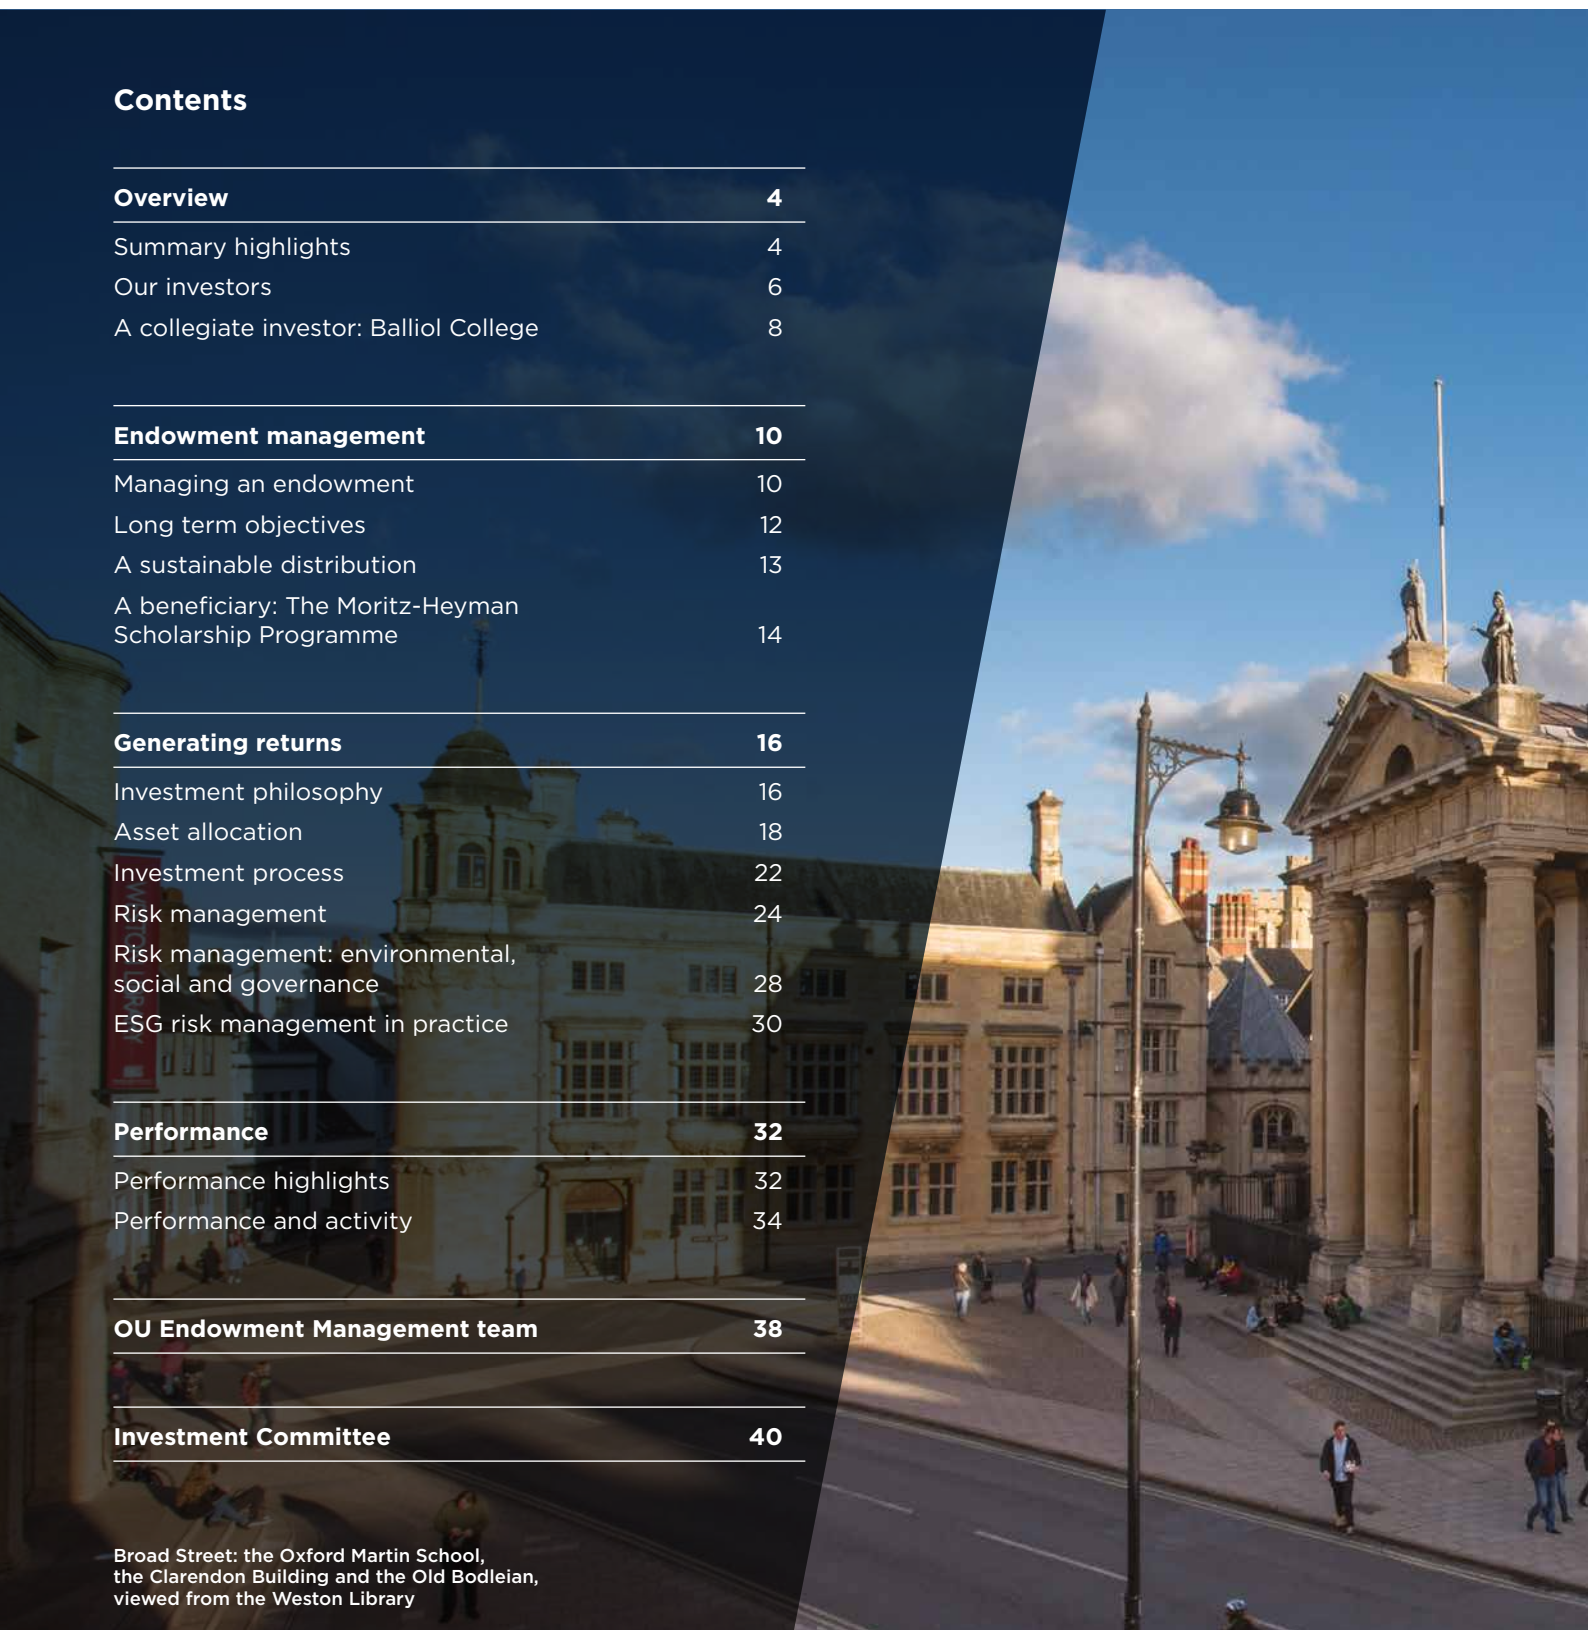 Contents
Overview 4
Summary highlights 4
Our investors 6
A collegiate investor: Balliol College 8
Endowment management 10
Managing an endowment 10
Long term objectives 12
A sustainable distribution 13
A beneficiary: The Moritz-Heyman
Scholarship Programme 14
Generating returns 16
Investment philosophy 16
Asset allocation 18
Investment process 22
Risk management 24
Risk management: environmental,
social and governance 28
ESG risk management in practice 30
Performance 32
Performance highlights 32
Performance and activity 34
OU Endowment Management team 38
Investment Committee 40
Broad Street: the Oxford Martin School,
the Clarendon Building and the Old Bodleian,
viewed from the Weston Library
WESTON LIBRARY